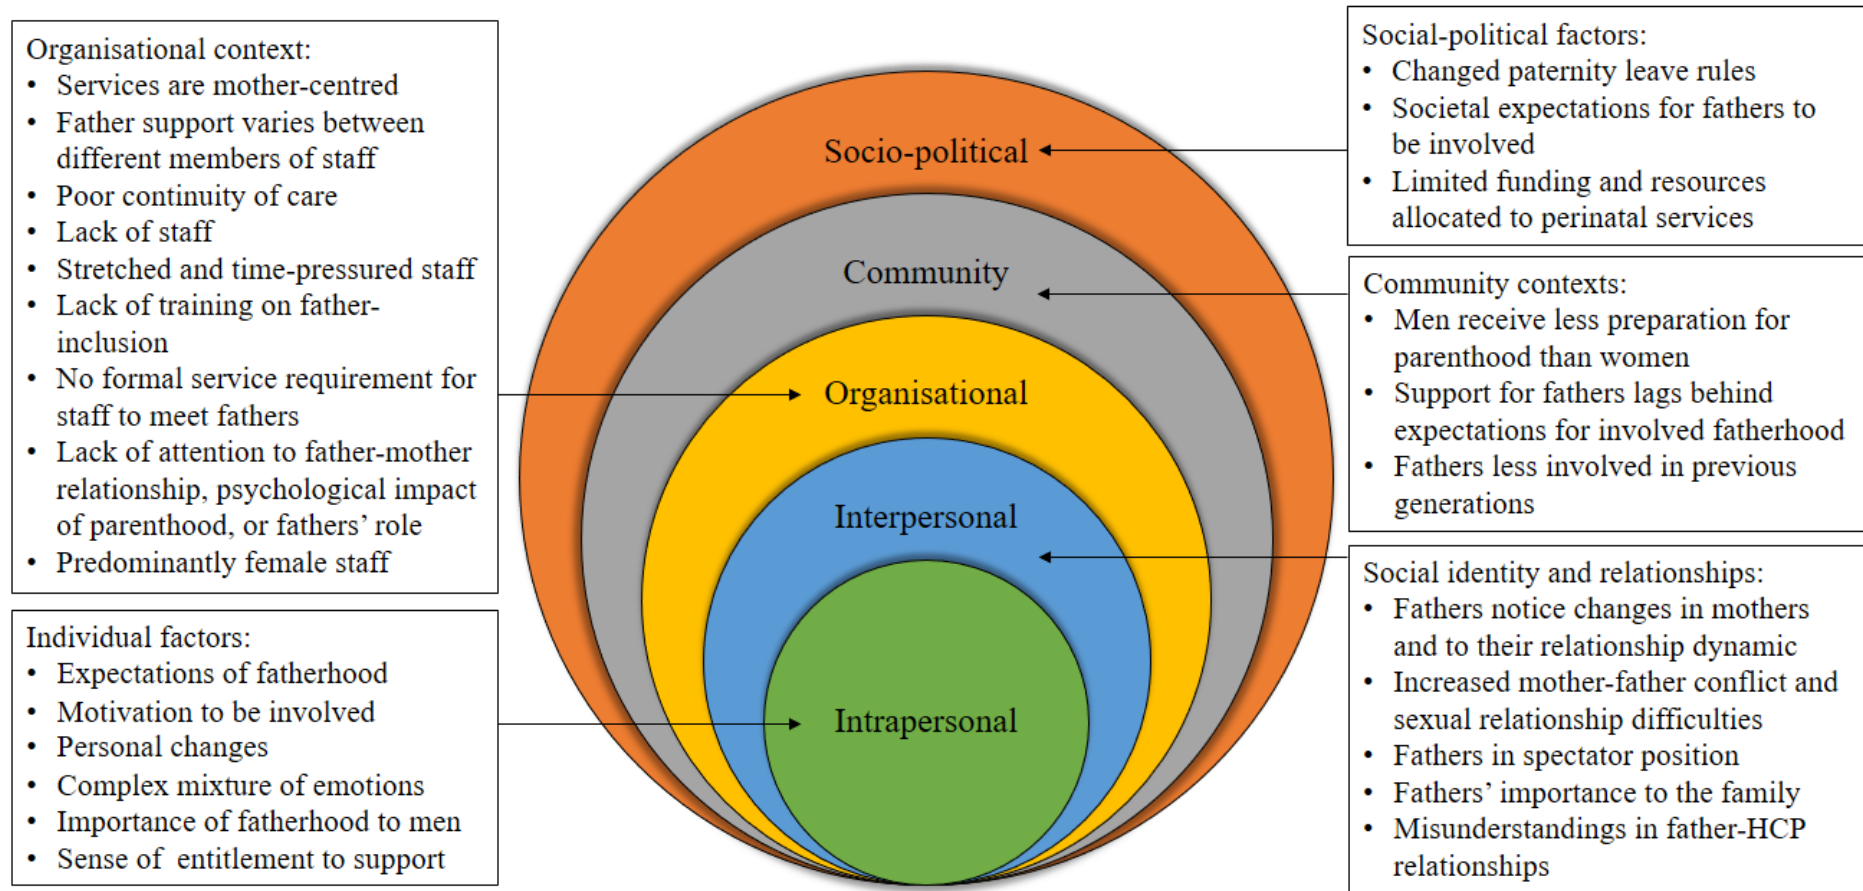 Organisational context:
• Services are mother-centred
• Father support varies between
different members of staff
• Poor continuity of care
• Lack of staff
• Stretched and time-pressured staff
• Lack of training on father-
inclusion
• No formal service requirement for
staff to meet fathers
• Lack of attention to father-mother
relationship, psychological impact
of parenthood, or fathers’ role
• Predominantly female staff
Individual factors:
• Expectations of fatherhood
• Motivation to be involved
• Personal changes
• Complex mixture of emotions
• Importance of fatherhood to men
• Sense of entitlement to support
Socio-political
Community
Organisational
Interpersonal
Intrapersonal
Social-political factors:
• Changed paternity leave rules
• Societal expectations for fathers to
be involved
• Limited funding and resources
allocated to perinatal services
Community contexts:
• Men receive less preparation for
parenthood than women
• Support for fathers lags behind
expectations for involved fatherhood
• Fathers less involved in previous
generations
Social identity and relationships:
• Fathers notice changes in mothers
and to their relationship dynamic
• Increased mother-father conflict and
sexual relationship difficulties
• Fathers in spectator position
• Fathers’ importance to the family
• Misunderstandings in father-HCP
relationships